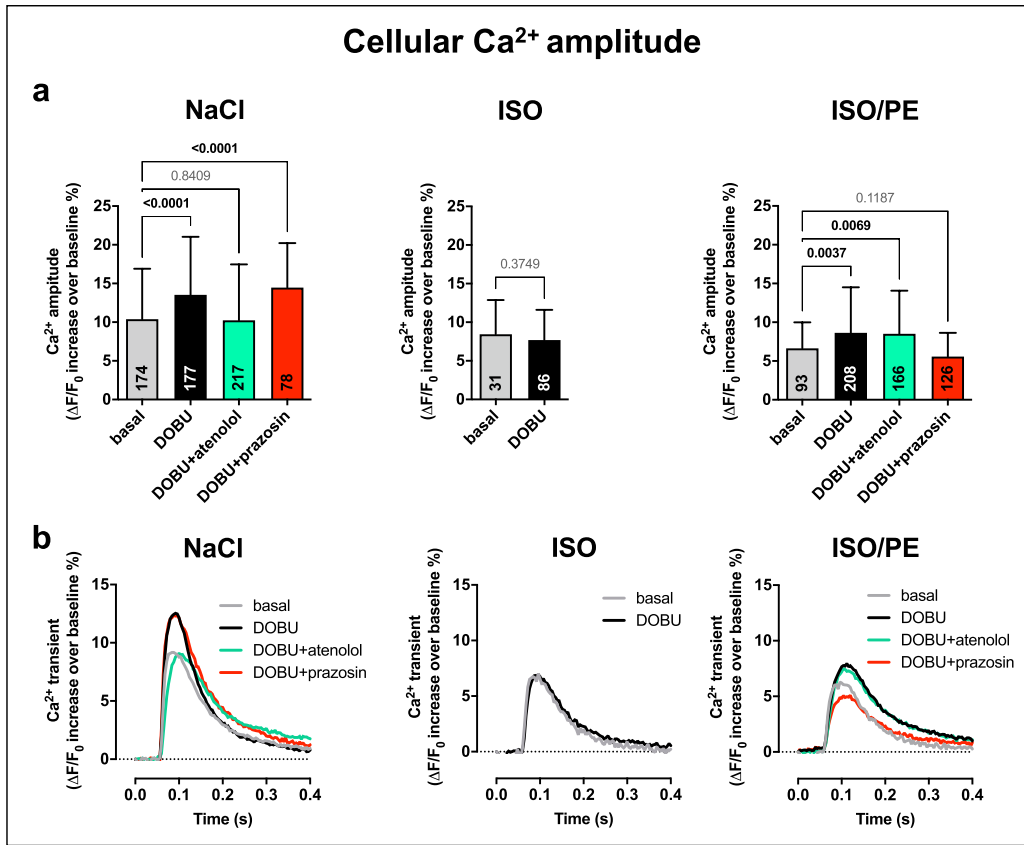 Cellular Ca²⁺ amplitude
a
NaCl
<0.0001
0.8409
<0.0001
Ca²⁺ ampitude
(ΔF/F₀ increase over baseline %)
25
20
15
10
5
0
174
177
217
78
basal
DOBU
DOBU+atenolol
DOBU+prazosin
ISO
0.3749
Ca²⁺ ampitude
(ΔF/F₀ increase over baseline %)
25
20
15
10
5
0
31
86
basal
DOBU
ISO/PE
0.1187
0.0069
0.0037
Ca²⁺ ampitude
(ΔF/F₀ increase over baseline %)
25
20
15
10
5
0
93
208
166
126
basal
DOBU
DOBU+atenolol
DOBU+prazosin
b
NaCl
Ca²⁺ transient
(ΔF/F₀ increase over baseline %)
15
10
5
0
basal
DOBU
DOBU+atenolol
DOBU+prazosin
0.0 0.1 0.2 0.3 0.4
Time (s)
ISO
Ca²⁺ transient
(ΔF/F₀ increase over baseline %)
15
10
5
0
basal
DOBU
0.0 0.1 0.2 0.3 0.4
Time (s)
ISO/PE
Ca²⁺ transient
(ΔF/F₀ increase over baseline %)
15
10
5
0
basal
DOBU
DOBU+atenolol
DOBU+prazosin
0.0 0.1 0.2 0.3 0.4
Time (s)